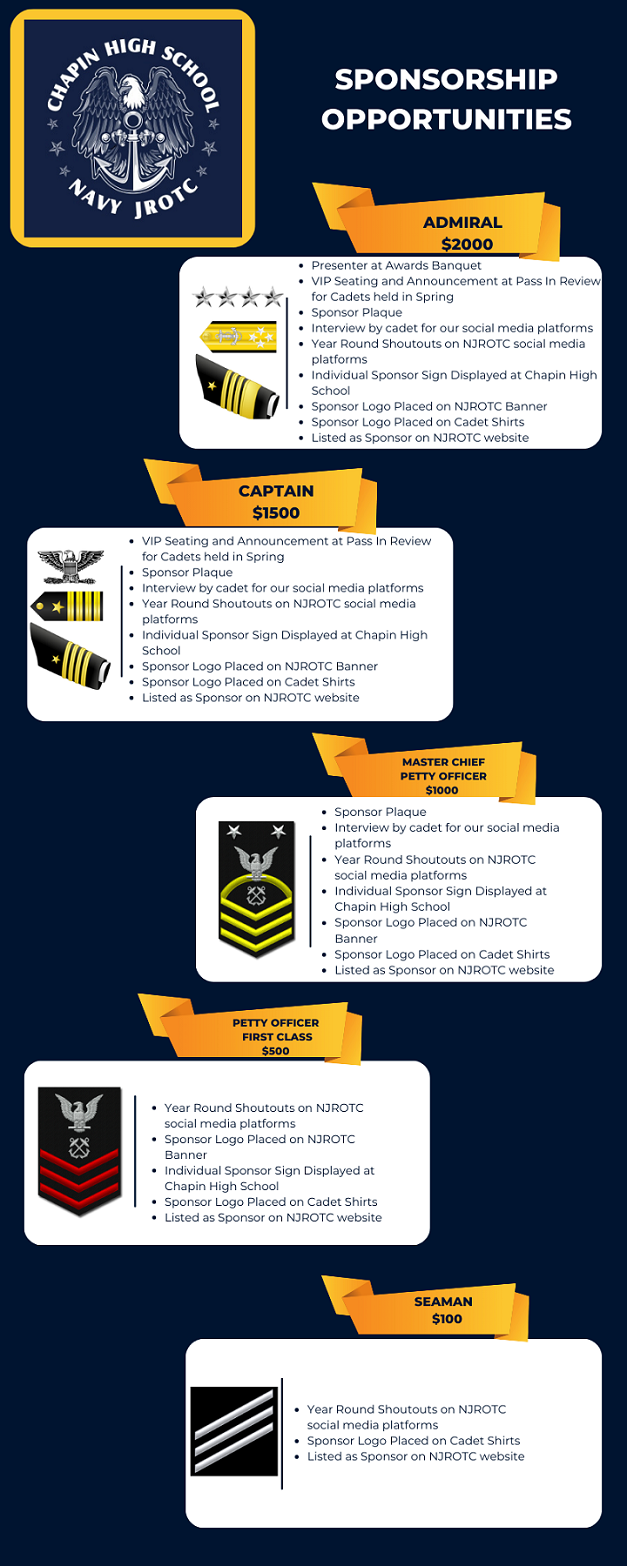 CHAPIN HIGH SCHOOL
NAVY JROTC
SPONSORSHIP
OPPORTUNITIES
ADMIRAL
$2000
• Presenter at Awards Banquet
• VIP Seating and Announcement at Pass In Review
for Cadets held in Spring
• Sponsor Plaque
• Interview by cadet for our social media platforms
• Year Round Shoutouts on NJROTC social media
platforms
• Individual Sponsor Sign Displayed at Chapin High
School
• Sponsor Logo Placed on NJROTC Banner
• Sponsor Logo Placed on Cadet Shirts
• Listed as Sponsor on NJROTC website
CAPTAIN
$1500
• VIP Seating and Announcement at Pass In Review
for Cadets held in Spring
• Sponsor Plaque
• Interview by cadet for our social media platforms
• Year Round Shoutouts on NJROTC social media
platforms
• Individual Sponsor Sign Displayed at Chapin High
School
• Sponsor Logo Placed on NJROTC Banner
• Sponsor Logo Placed on Cadet Shirts
• Listed as Sponsor on NJROTC website
MASTER CHIEF
PETTY OFFICER
$1000
• Sponsor Plaque
• Interview by cadet for our social media
platforms
• Year Round Shoutouts on NJROTC
social media platforms
• Individual Sponsor Sign Displayed at
Chapin High School
• Sponsor Logo Placed on NJROTC
Banner
• Sponsor Logo Placed on Cadet Shirts
• Listed as Sponsor on NJROTC website
PETTY OFFICER
FIRST CLASS
$500
• Year Round Shoutouts on NJROTC
social media platforms
• Sponsor Logo Placed on NJROTC
Banner
• Individual Sponsor Sign Displayed at
Chapin High School
• Sponsor Logo Placed on Cadet Shirts
• Listed as Sponsor on NJROTC website
SEAMAN
$100
• Year Round Shoutouts on NJROTC
social media platforms
• Sponsor Logo Placed on Cadet Shirts
• Listed as Sponsor on NJROTC website